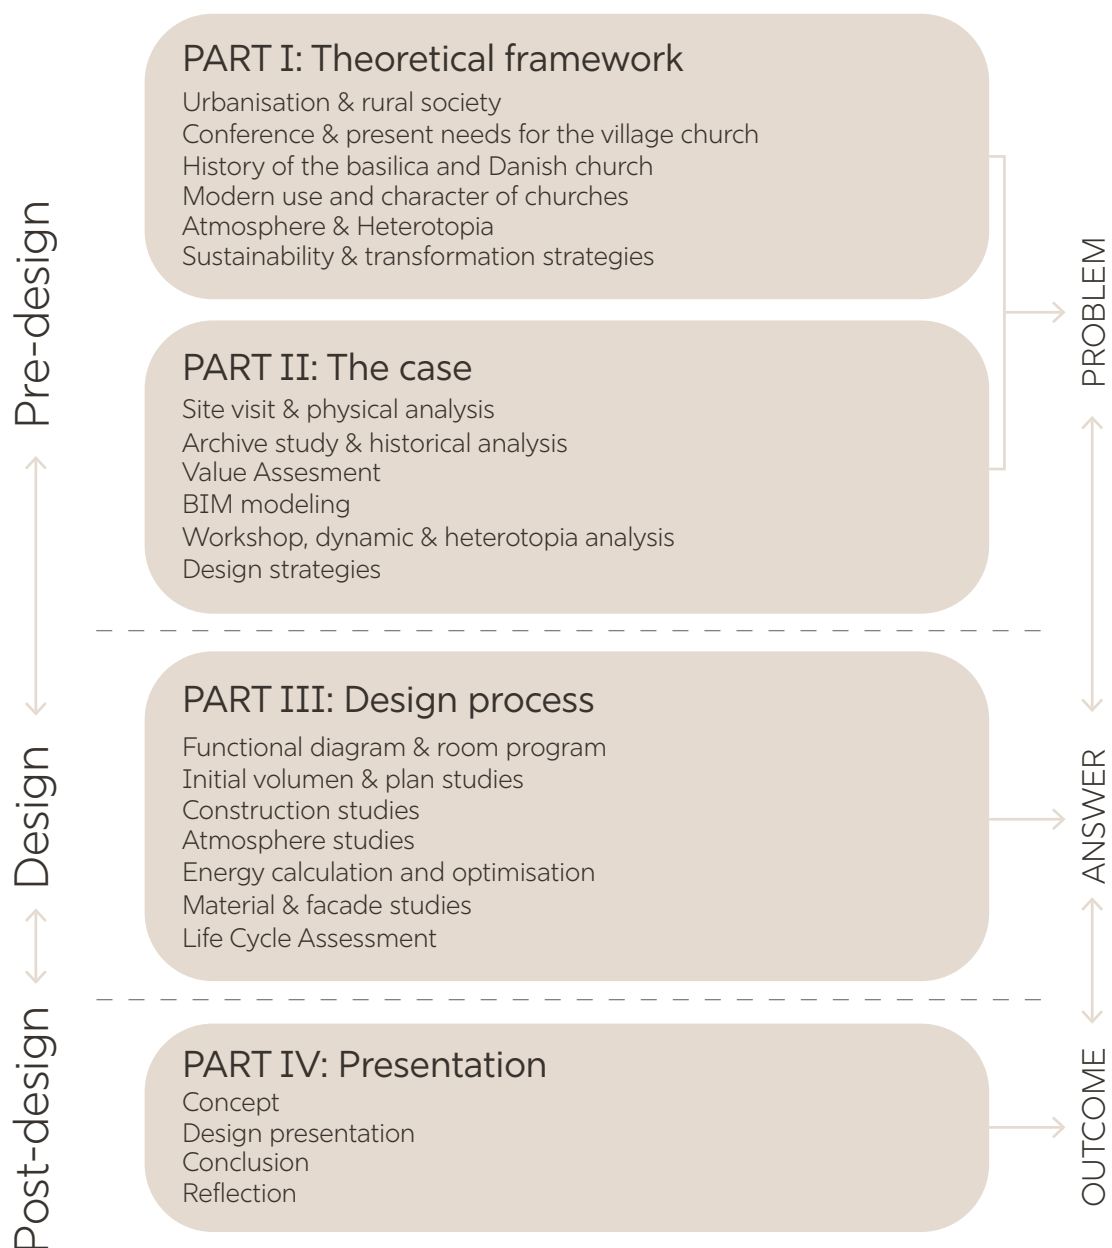 Pre-design
PART I: Theoretical framework
Urbanisation & rural society
Conference & present needs for the village church
History of the basilica and Danish church
Modern use and character of churches
Atmosphere & Heterotopia
Sustainability & transformation strategies
PART II: The case
Site visit & physical analysis
Archive study & historical analysis
Value Assesment
BIM modeling
Workshop, dynamic & heterotopia analysis
Design strategies
PROBLEM
Design
PART III: Design process
Functional diagram & room program
Initial volumen & plan studies
Construction studies
Atmosphere studies
Energy calculation and optimisation
Material & facade studies
Life Cycle Assessment
ANSWER
Post-design
PART IV: Presentation
Concept
Design presentation
Conclusion
Reflection
OUTCOME